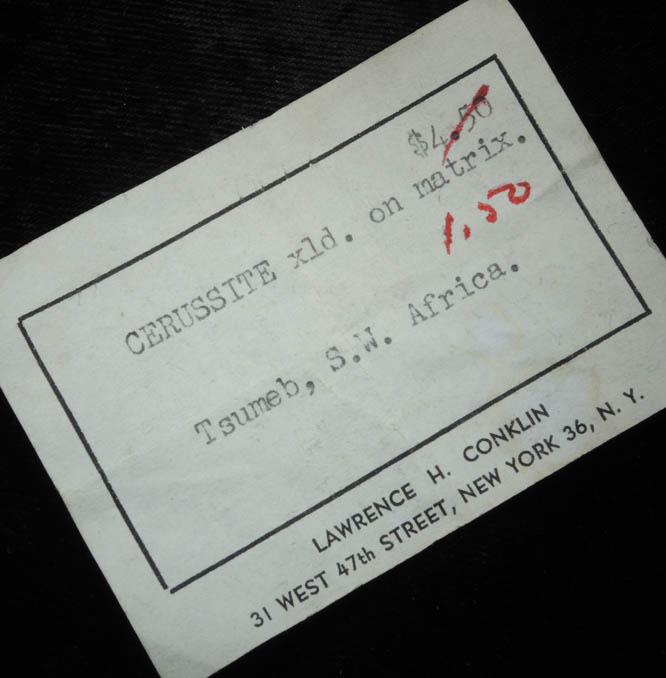 $4.50
CERUSSITE xld. on matrix.
1.50
Tsumeb, S.W. Africa.
LAWRENCE H. CONKLIN
31 WEST 47th STREET, NEW YORK 36, N. Y.